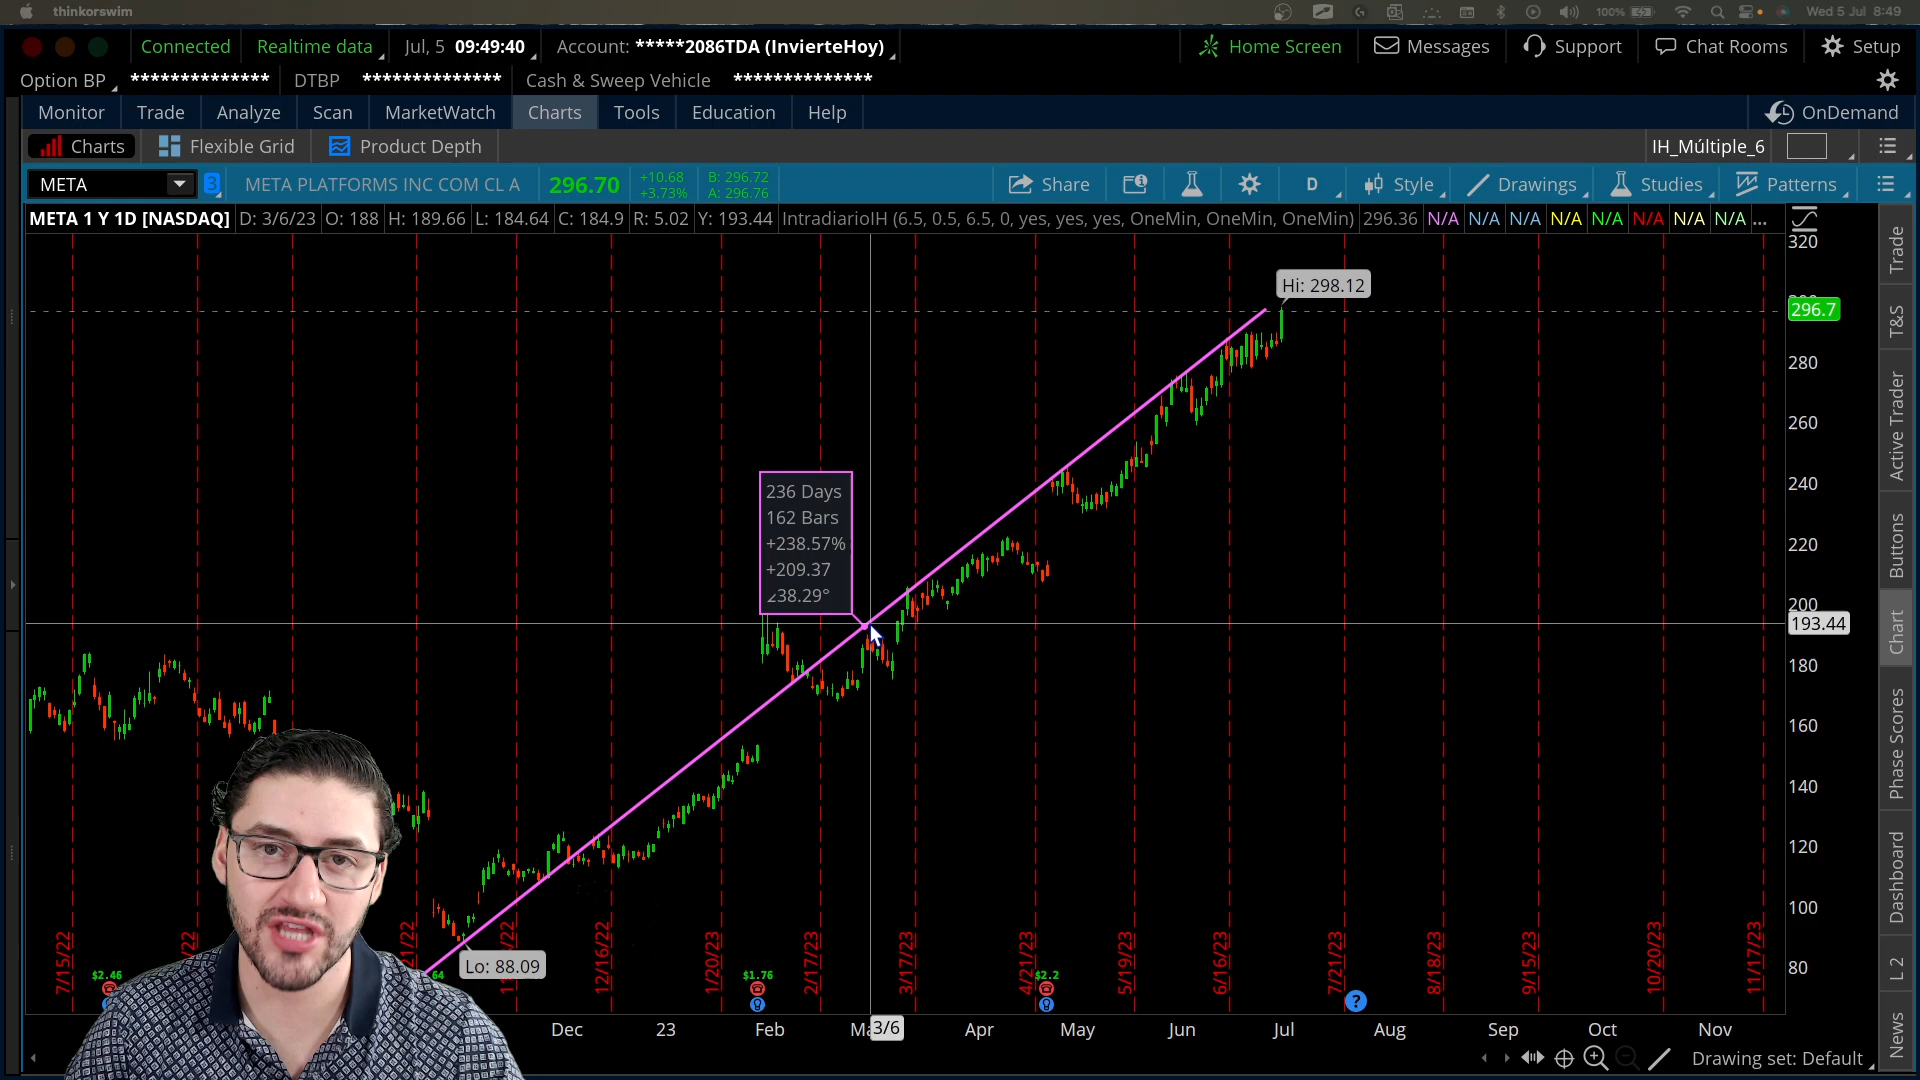 thinkorswim 100% Wed 5 Jul 8:49
Connected Realtime data Jul, 5 09:49:40 Account: *****2086TDA (InvierteHoy) Home Screen Messages Support Chat Rooms Setup
Option BP ************** DTBP ************** Cash & Sweep Vehicle **************
Monitor Trade Analyze Scan MarketWatch Charts Tools Education Help OnDemand
Charts Flexible Grid Product Depth IH_Múltiple_6
META 3 META PLATFORMS INC COM CL A 296.70 +10.68 +3.73% B: 296.72 A: 296.76 Share D Style Drawings Studies Patterns
META 1 Y 1D [NASDAQ] D: 3/6/23 O: 188 H: 189.66 L: 184.64 C: 184.9 R: 5.02 Y: 193.44 IntradiarioIH (6.5, 0.5, 6.5, 0, yes, yes, yes, OneMin, OneMin, OneMin) 296.36 N/A N/A N/A N/A N/A N/A N/A N/A ...
320
Hi: 298.12
296.7
280
260
240
220
200
193.44
180
160
140
120
100
80
236 Days
162 Bars
+238.57%
+209.37
∠38.29°
Lo: 88.09
7/15/22
12/16/22
1/20/23
2/17/23
3/17/23
4/21/23
5/19/23
6/16/23
7/21/23
8/18/23
9/15/23
10/20/23
11/17/23
$2.46
64
$1.76
$2.2
?
Dec 23 Feb 3/6 Apr May Jun Jul Aug Sep Oct Nov
Drawing set: Default
Trade
T&S
Active Trader
Buttons
Chart
Phase Scores
Dashboard
L 2
News